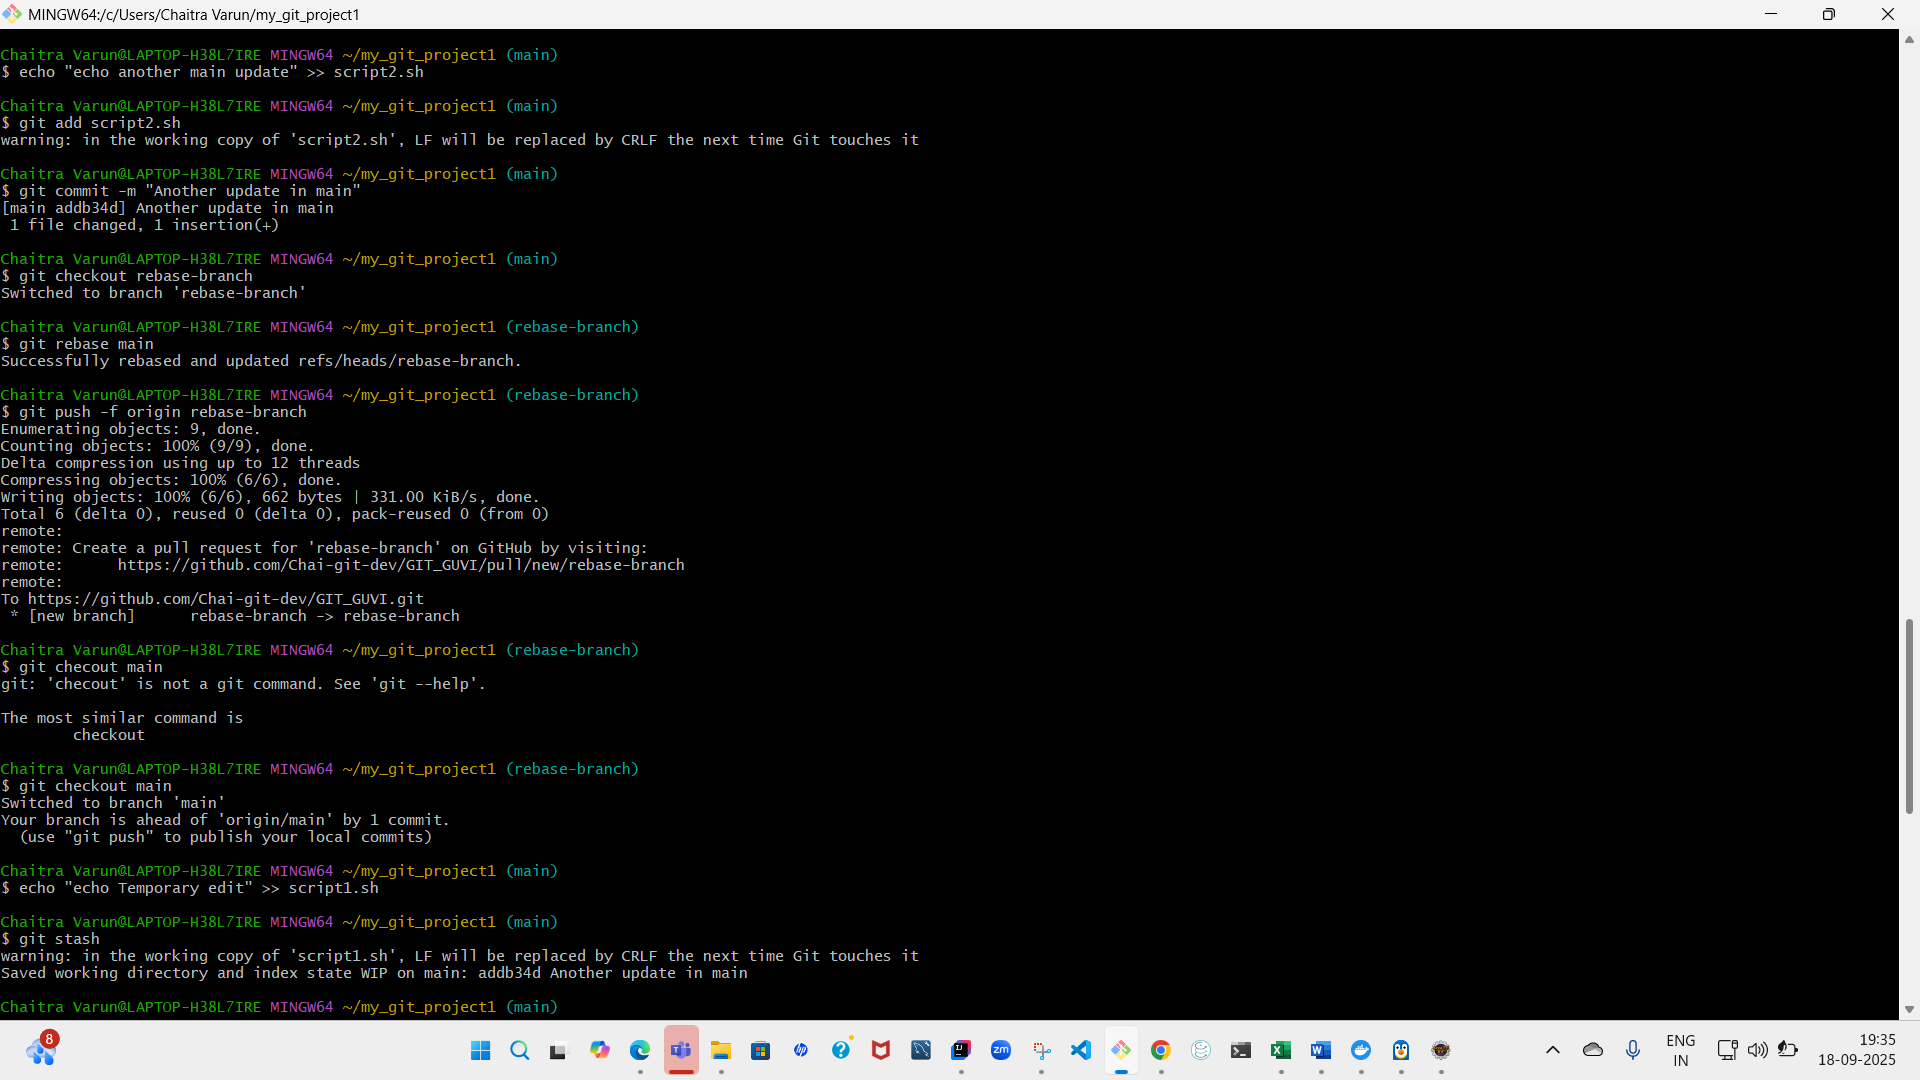 MINGW64:/c/Users/Chaitra Varun/my_git_project1
Chaitra Varun@LAPTOP-H38L7IRE MINGW64 ~/my_git_project1 (main)
$ echo "echo another main update" >> script2.sh
Chaitra Varun@LAPTOP-H38L7IRE MINGW64 ~/my_git_project1 (main)
$ git add script2.sh
warning: in the working copy of 'script2.sh', LF will be replaced by CRLF the next time Git touches it
Chaitra Varun@LAPTOP-H38L7IRE MINGW64 ~/my_git_project1 (main)
$ git commit -m "Another update in main"
[main addb34d] Another update in main
 1 file changed, 1 insertion(+)
Chaitra Varun@LAPTOP-H38L7IRE MINGW64 ~/my_git_project1 (main)
$ git checkout rebase-branch
Switched to branch 'rebase-branch'
Chaitra Varun@LAPTOP-H38L7IRE MINGW64 ~/my_git_project1 (rebase-branch)
$ git rebase main
Successfully rebased and updated refs/heads/rebase-branch.
Chaitra Varun@LAPTOP-H38L7IRE MINGW64 ~/my_git_project1 (rebase-branch)
$ git push -f origin rebase-branch
Enumerating objects: 9, done.
Counting objects: 100% (9/9), done.
Delta compression using up to 12 threads
Compressing objects: 100% (6/6), done.
Writing objects: 100% (6/6), 662 bytes | 331.00 KiB/s, done.
Total 6 (delta 0), reused 0 (delta 0), pack-reused 0 (from 0)
remote:
remote: Create a pull request for 'rebase-branch' on GitHub by visiting:
remote:      https://github.com/Chai-git-dev/GIT_GUVI/pull/new/rebase-branch
remote:
To https://github.com/Chai-git-dev/GIT_GUVI.git
 * [new branch]      rebase-branch -> rebase-branch
Chaitra Varun@LAPTOP-H38L7IRE MINGW64 ~/my_git_project1 (rebase-branch)
$ git checout main
git: 'checout' is not a git command. See 'git --help'.
The most similar command is
        checkout
Chaitra Varun@LAPTOP-H38L7IRE MINGW64 ~/my_git_project1 (rebase-branch)
$ git checkout main
Switched to branch 'main'
Your branch is ahead of 'origin/main' by 1 commit.
  (use "git push" to publish your local commits)
Chaitra Varun@LAPTOP-H38L7IRE MINGW64 ~/my_git_project1 (main)
$ echo "echo Temporary edit" >> script1.sh
Chaitra Varun@LAPTOP-H38L7IRE MINGW64 ~/my_git_project1 (main)
$ git stash
warning: in the working copy of 'script1.sh', LF will be replaced by CRLF the next time Git touches it
Saved working directory and index state WIP on main: addb34d Another update in main
Chaitra Varun@LAPTOP-H38L7IRE MINGW64 ~/my_git_project1 (main)
8
zm
ENG
IN
19:35
18-09-2025